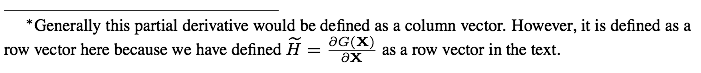 *Generally this partial derivative would be defined as a column vector. However, it is defined as a
row vector here because we have defined H̃ = ∂G(X)/∂X as a row vector in the text.